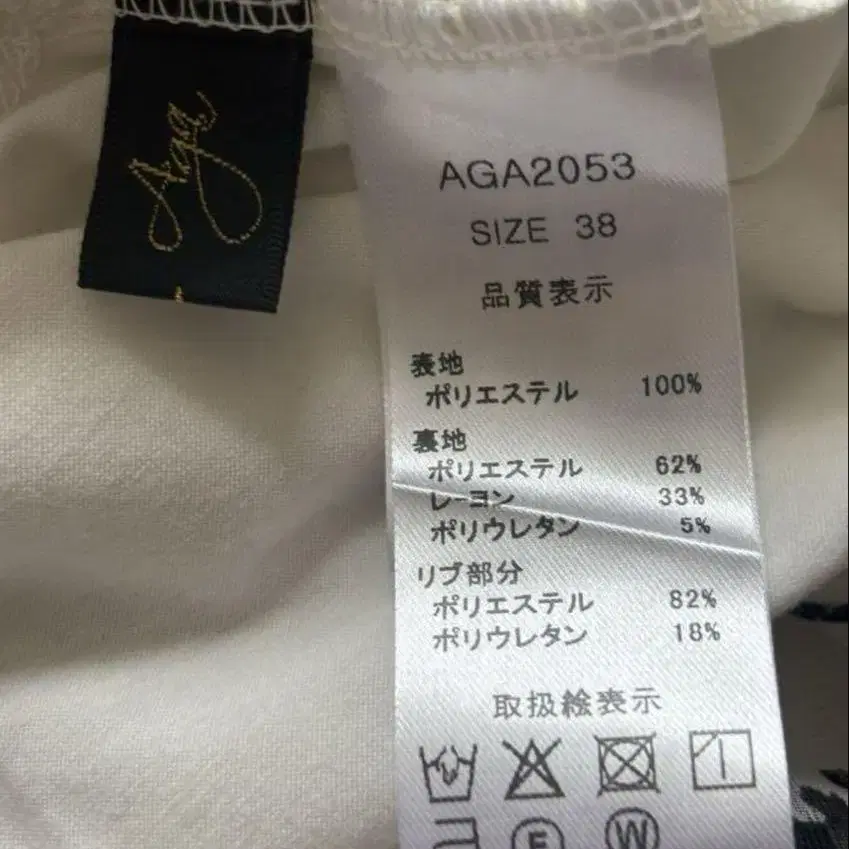 Aga
AGA2053
SIZE 38
品質表示
表地
ポリエステル 100%
裏地
ポリエステル 62%
レーヨン 33%
ポリウレタン 5%
リブ部分
ポリエステル 82%
ポリウレタン 18%
取扱絵表示
F W